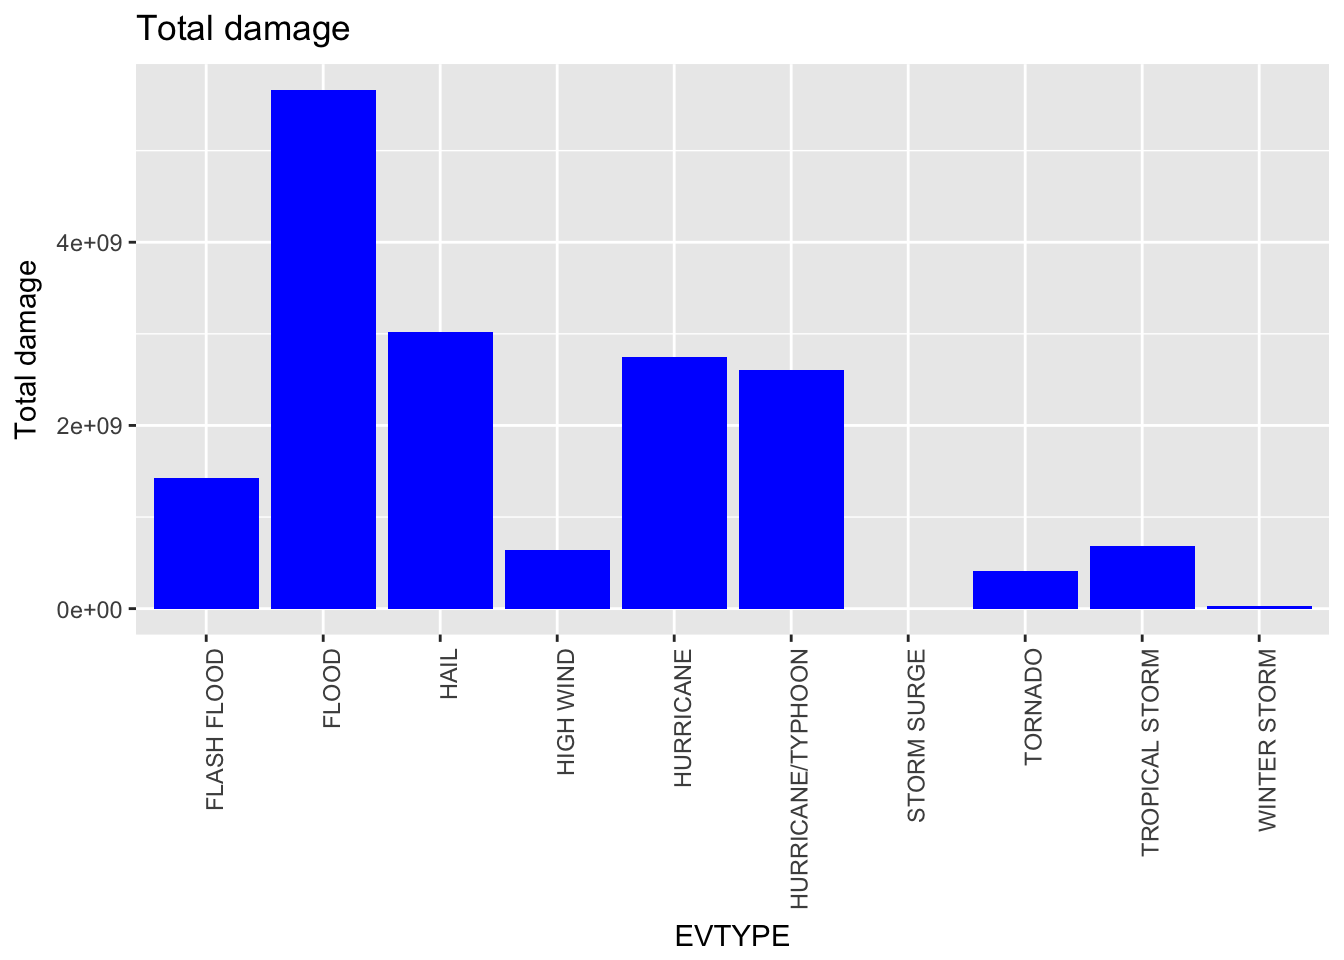 Total damage
Total damage
4e+09
2e+09
0e+00
FLASH FLOOD
FLOOD
HAIL
HIGH WIND
HURRICANE
HURRICANE/TYPHOON
STORM SURGE
TORNADO
TROPICAL STORM
WINTER STORM
EVTYPE